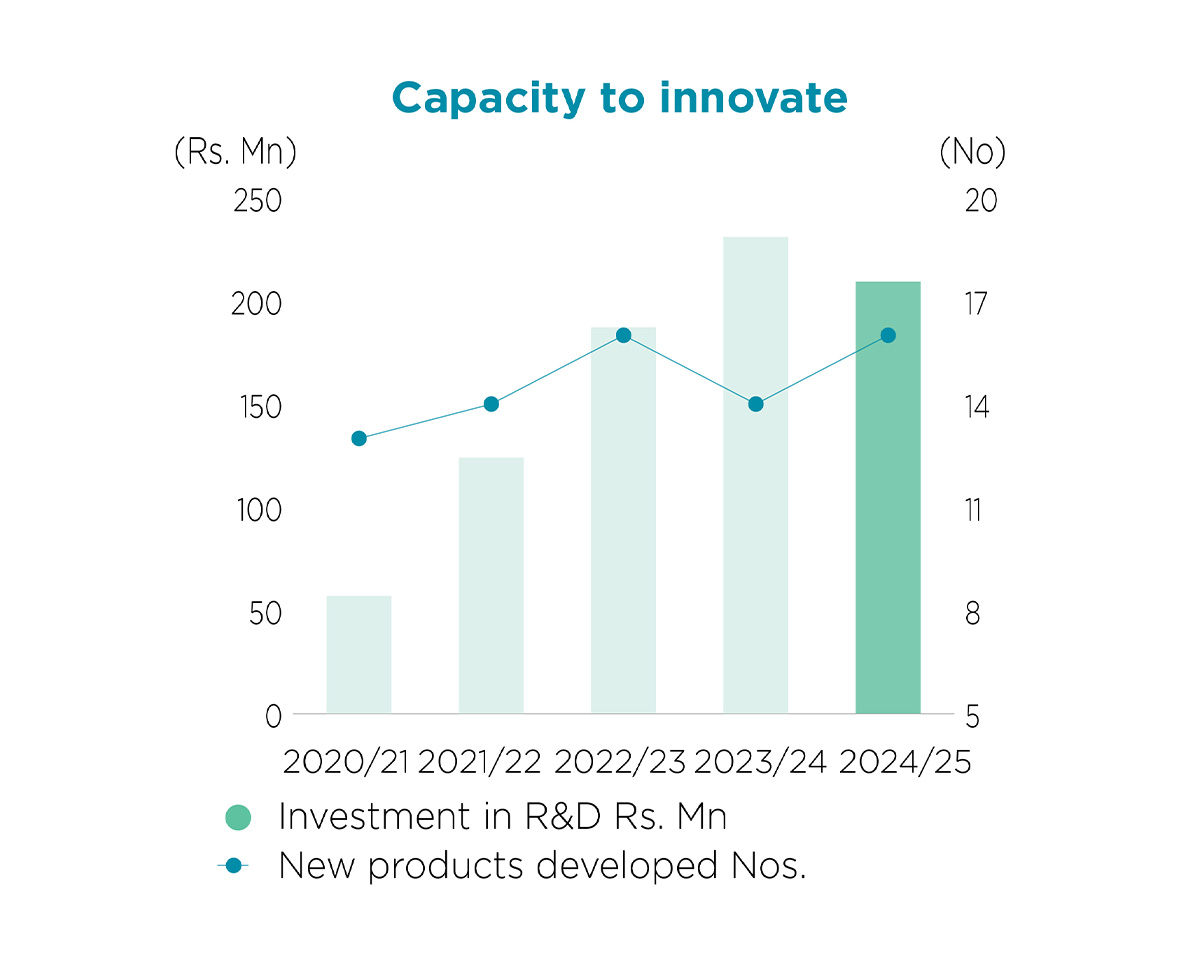 Capacity to innovate
(Rs. Mn)
(No)
250
20
200
17
150
14
100
11
50
8
0
5
2020/21 2021/22 2022/23 2023/24 2024/25
Investment in R&D Rs. Mn
New products developed Nos.